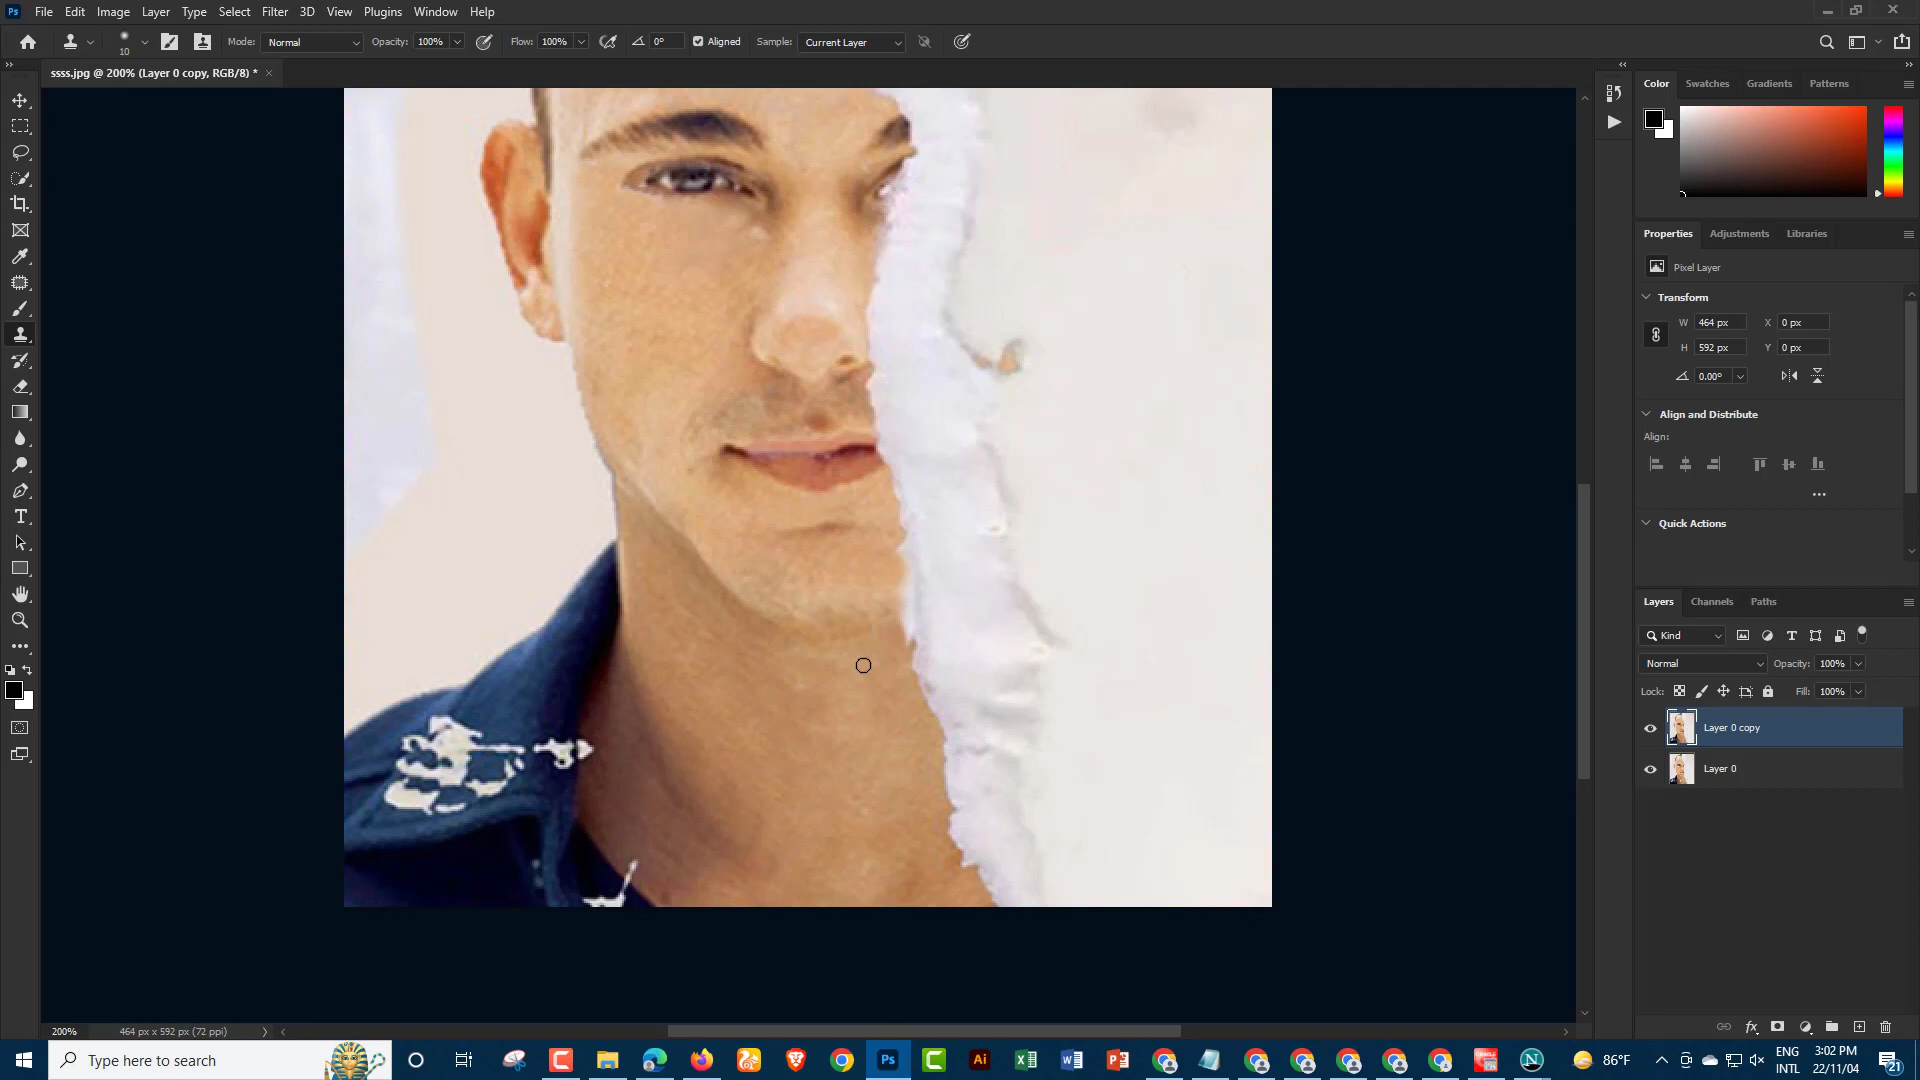 Ps File Edit Image Layer Type Select Filter 3D View Plugins Window Help
10 Mode: Normal Opacity: 100% Flow: 100% 0° Aligned Sample: Current Layer
ssss.jpg @ 200% (Layer 0 copy, RGB/8) *
Color Swatches Gradients Patterns
Properties Adjustments Libraries
Pixel Layer
Transform
W 464 px X 0 px
H 592 px Y 0 px
0.00°
Align and Distribute
Align:
Quick Actions
Layers Channels Paths
Kind
Normal Opacity: 100%
Lock: Fill: 100%
Layer 0 copy
Layer 0
200% 464 px x 592 px (72 ppi)
Type here to search
Ps
Ai
86°F
ENG
INTL
3:02 PM
22/11/04
21